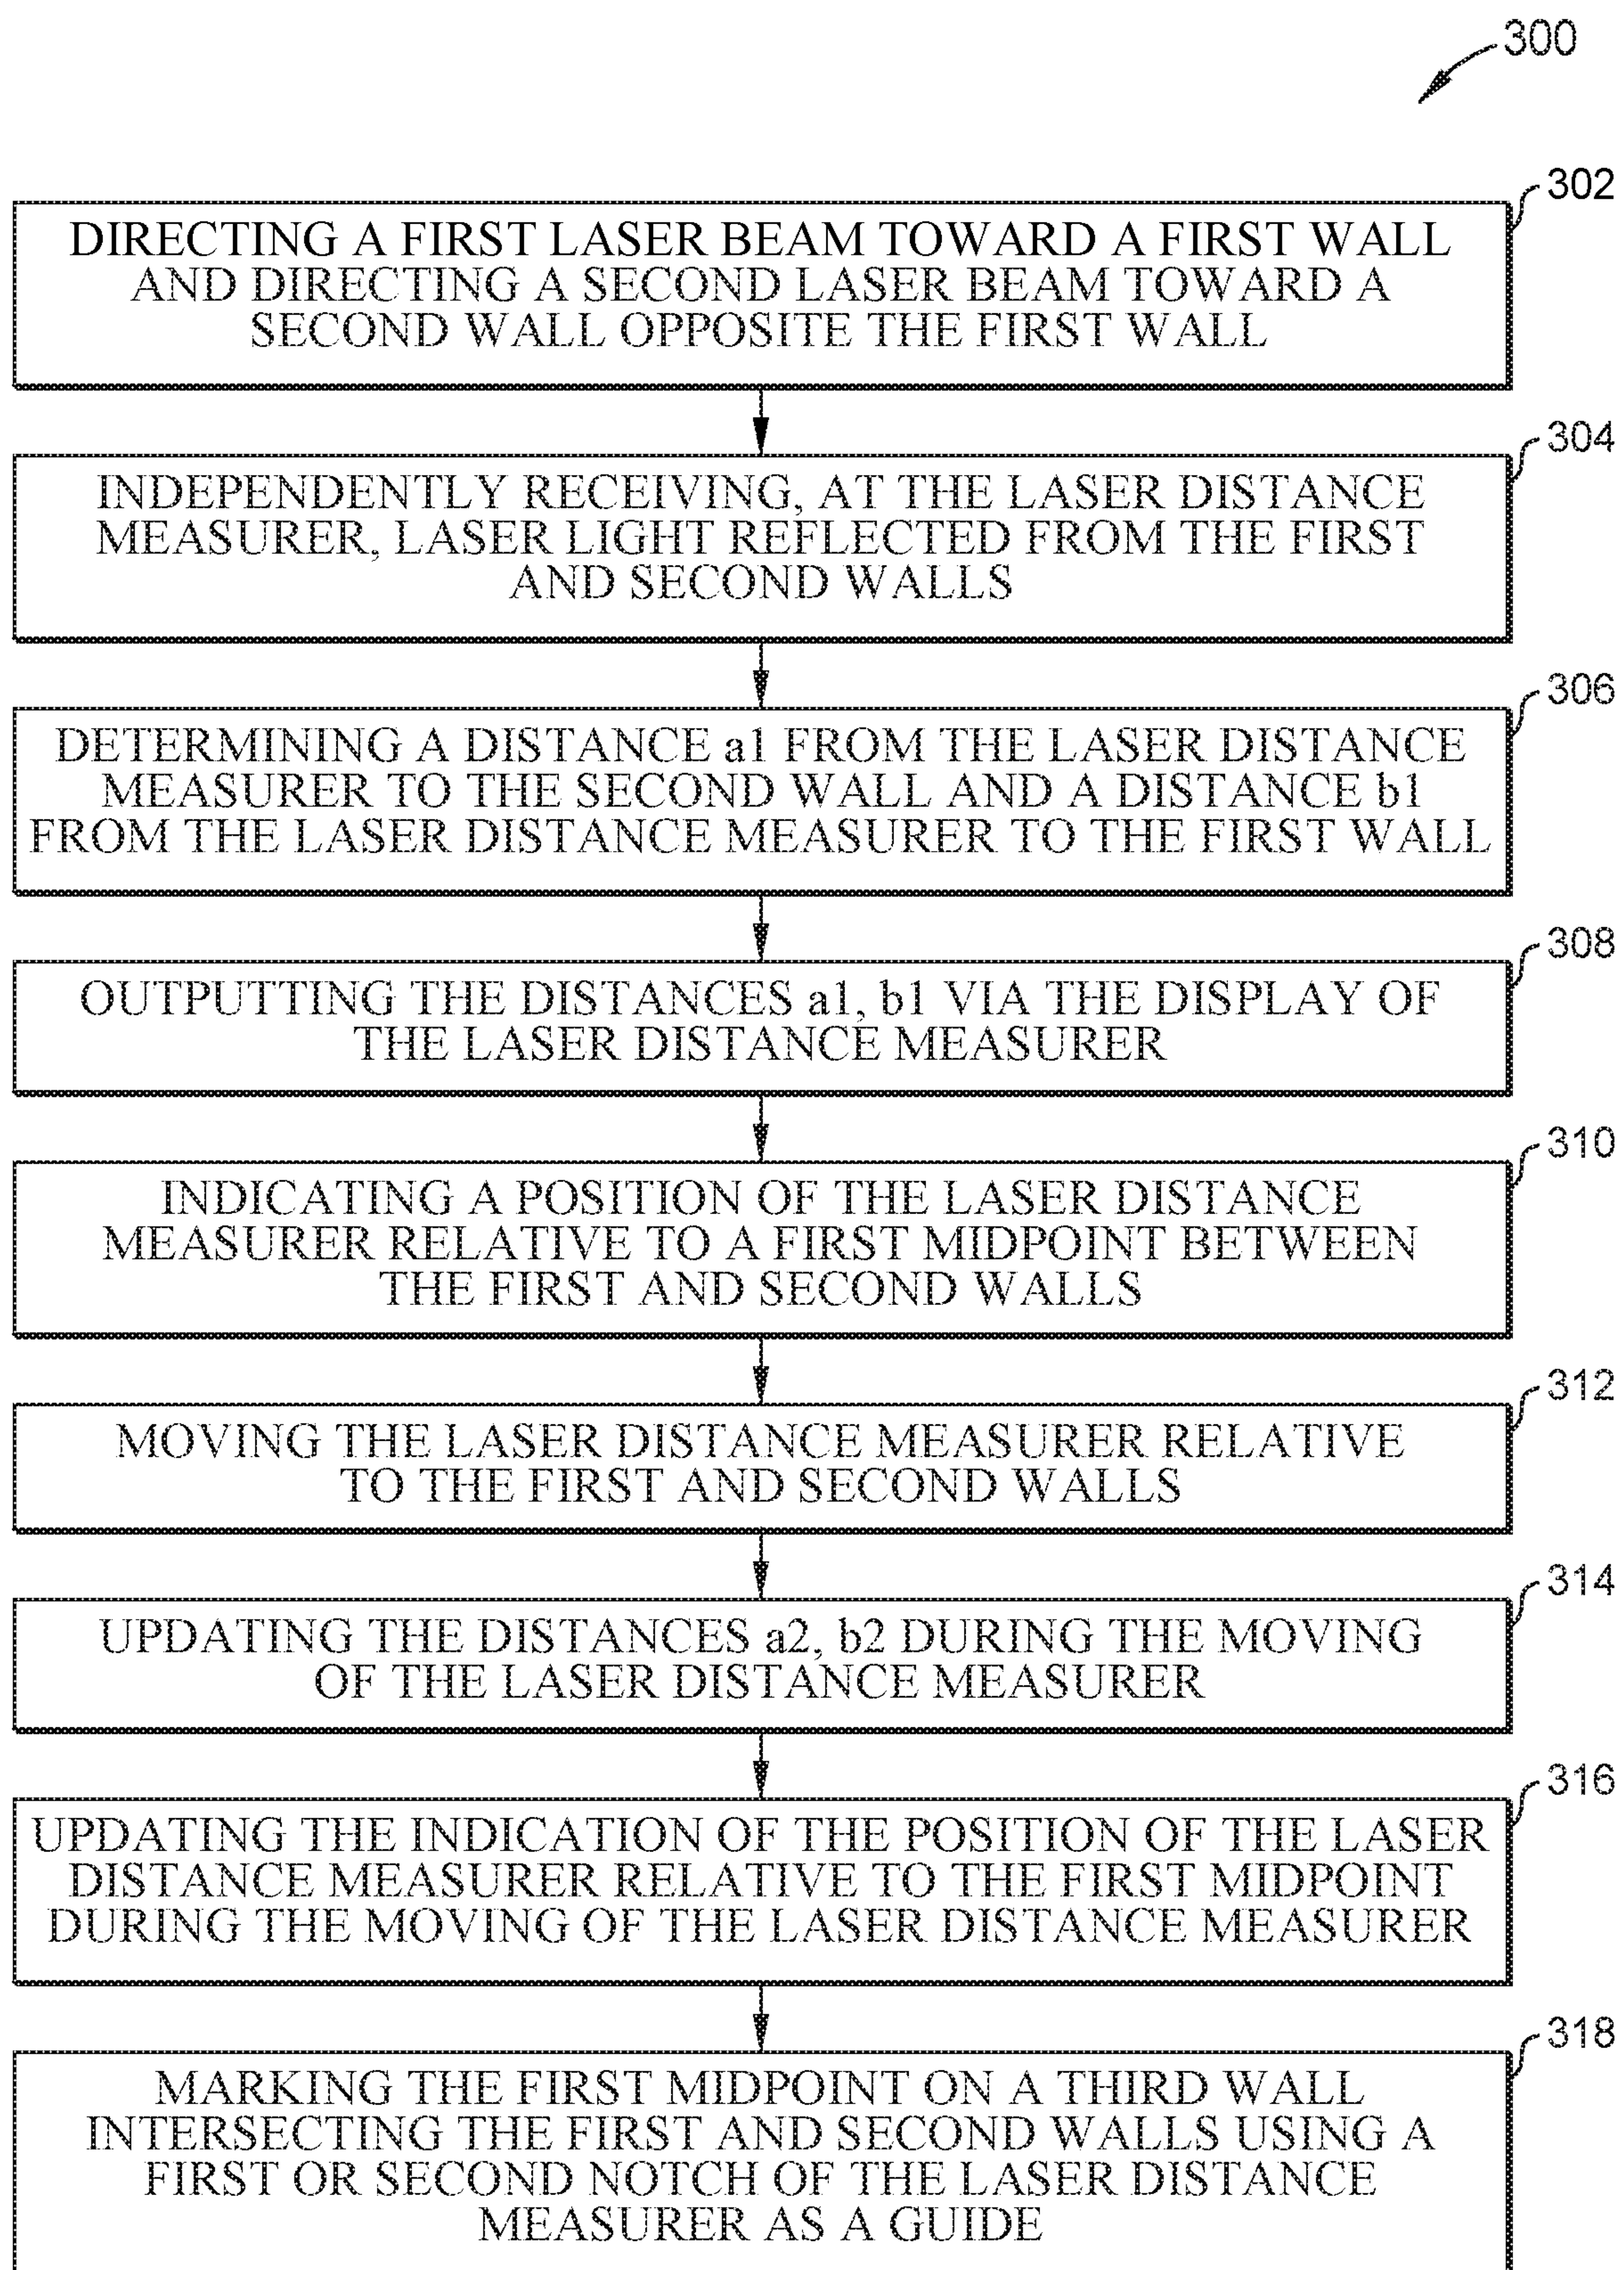 300
302
DIRECTING A FIRST LASER BEAM TOWARD A FIRST WALL
AND DIRECTING A SECOND LASER BEAM TOWARD A
SECOND WALL OPPOSITE THE FIRST WALL
304
INDEPENDENTLY RECEIVING, AT THE LASER DISTANCE
MEASURER, LASER LIGHT REFLECTED FROM THE FIRST
AND SECOND WALLS
306
DETERMINING A DISTANCE a1 FROM THE LASER DISTANCE
MEASURER TO THE SECOND WALL AND A DISTANCE b1
FROM THE LASER DISTANCE MEASURER TO THE FIRST WALL
308
OUTPUTTING THE DISTANCES a1, b1 VIA THE DISPLAY OF
THE LASER DISTANCE MEASURER
310
INDICATING A POSITION OF THE LASER DISTANCE
MEASURER RELATIVE TO A FIRST MIDPOINT BETWEEN
THE FIRST AND SECOND WALLS
312
MOVING THE LASER DISTANCE MEASURER RELATIVE
TO THE FIRST AND SECOND WALLS
314
UPDATING THE DISTANCES a2, b2 DURING THE MOVING
OF THE LASER DISTANCE MEASURER
316
UPDATING THE INDICATION OF THE POSITION OF THE LASER
DISTANCE MEASURER RELATIVE TO THE FIRST MIDPOINT
DURING THE MOVING OF THE LASER DISTANCE MEASURER
318
MARKING THE FIRST MIDPOINT ON A THIRD WALL
INTERSECTING THE FIRST AND SECOND WALLS USING A
FIRST OR SECOND NOTCH OF THE LASER DISTANCE
MEASURER AS A GUIDE